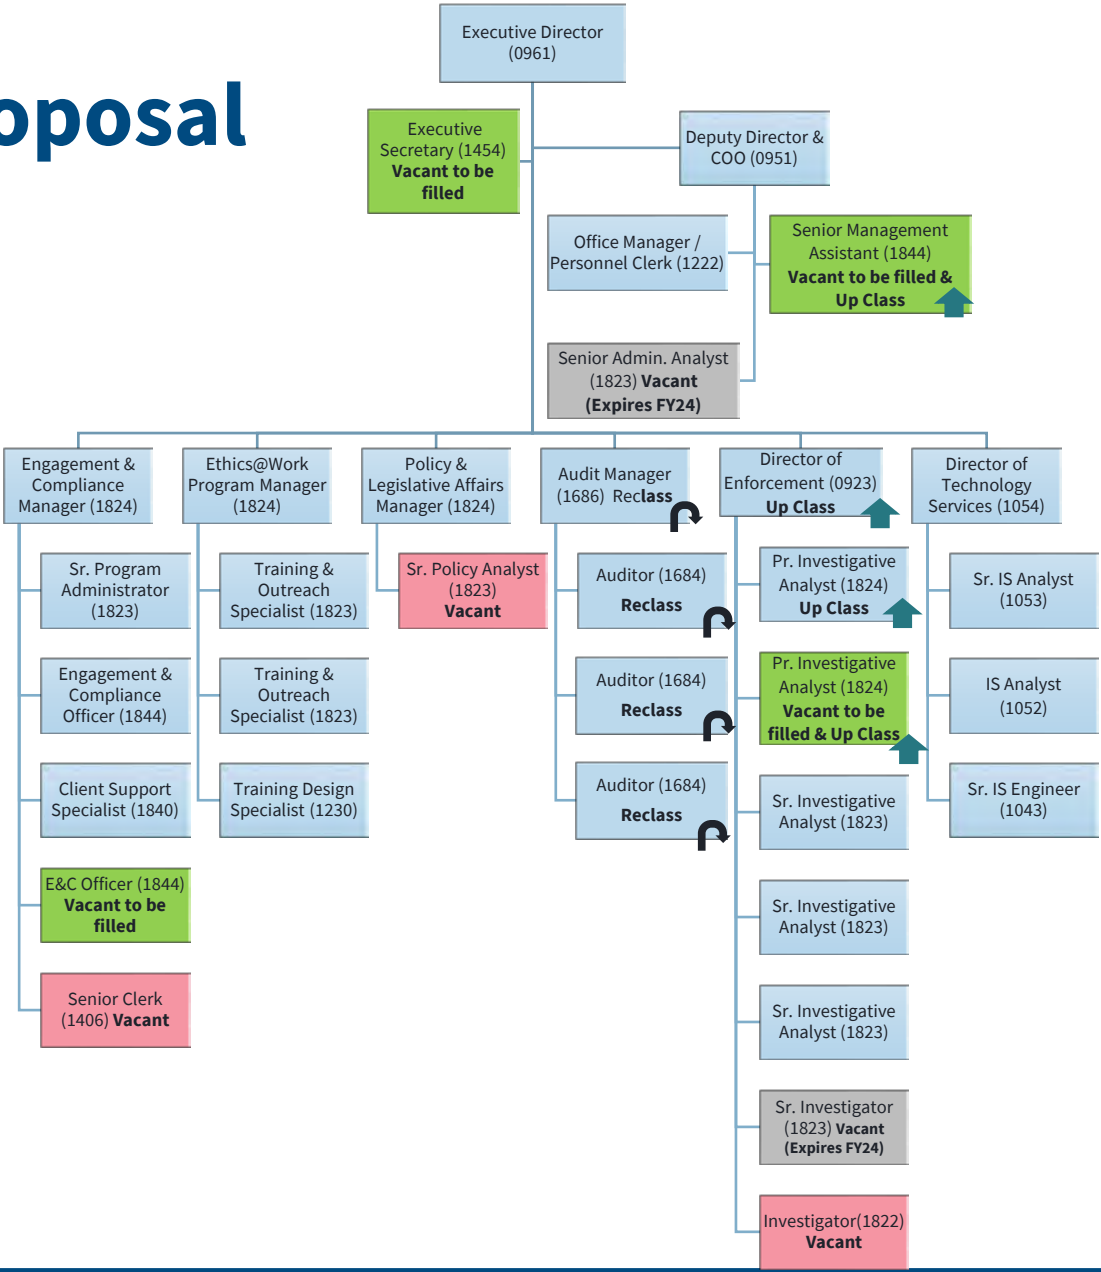 oposal
Executive Director
(0961)
Executive
Secretary (1454)
Vacant to be
filled
Deputy Director &
COO (0951)
Office Manager /
Personnel Clerk (1222)
Senior Management
Assistant (1844)
Vacant to be filled &
Up Class
Senior Admin. Analyst
(1823) Vacant
(Expires FY24)
Engagement &
Compliance
Manager (1824)
Sr. Program
Administrator
(1823)
Engagement &
Compliance
Officer (1844)
Client Support
Specialist (1840)
E&C Officer (1844)
Vacant to be
filled
Senior Clerk
(1406) Vacant
Ethics@Work
Program Manager
(1824)
Training &
Outreach
Specialist (1823)
Training &
Outreach
Specialist (1823)
Training Design
Specialist (1230)
Policy &
Legislative Affairs
Manager (1824)
Sr. Policy Analyst
(1823)
Vacant
Audit Manager
(1686) Reclass
Auditor (1684)
Reclass
Auditor (1684)
Reclass
Auditor (1684)
Reclass
Director of
Enforcement (0923)
Up Class
Pr. Investigative
Analyst (1824)
Up Class
Pr. Investigative
Analyst (1824)
Vacant to be
filled & Up Class
Sr. Investigative
Analyst (1823)
Sr. Investigative
Analyst (1823)
Sr. Investigative
Analyst (1823)
Sr. Investigator
(1823) Vacant
(Expires FY24)
Investigator(1822)
Vacant
Director of
Technology
Services (1054)
Sr. IS Analyst
(1053)
IS Analyst
(1052)
Sr. IS Engineer
(1043)